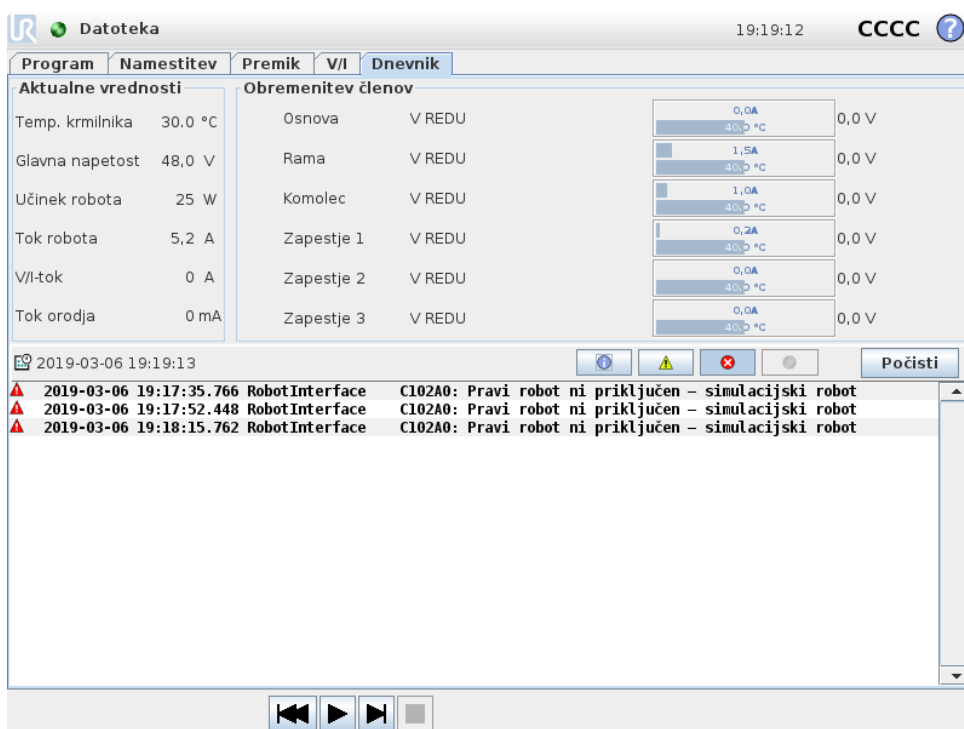 UR Datoteka 19:19:12 CCCC ?
Program Namestitev Premik V/I Dnevnik
Aktualne vrednosti Obremenitev členov
Temp. krmilnika 30.0 °C Osnova V REDU 0,0A 40,0 °C 0,0 V
Glavna napetost 48,0 V Rama V REDU 1,5A 40,0 °C 0,0 V
Učinek robota 25 W Komolec V REDU 1,0A 40,0 °C 0,0 V
Tok robota 5,2 A Zapestje 1 V REDU 0,2A 40,0 °C 0,0 V
V/I-tok 0 A Zapestje 2 V REDU 0,0A 40,0 °C 0,0 V
Tok orodja 0 mA Zapestje 3 V REDU 0,0A 40,0 °C 0,0 V
2019-03-06 19:19:13 Počisti
2019-03-06 19:17:35.766 RobotInterface C102A0: Pravi robot ni priključen – simulacijski robot
2019-03-06 19:17:52.448 RobotInterface C102A0: Pravi robot ni priključen – simulacijski robot
2019-03-06 19:18:15.762 RobotInterface C102A0: Pravi robot ni priključen – simulacijski robot